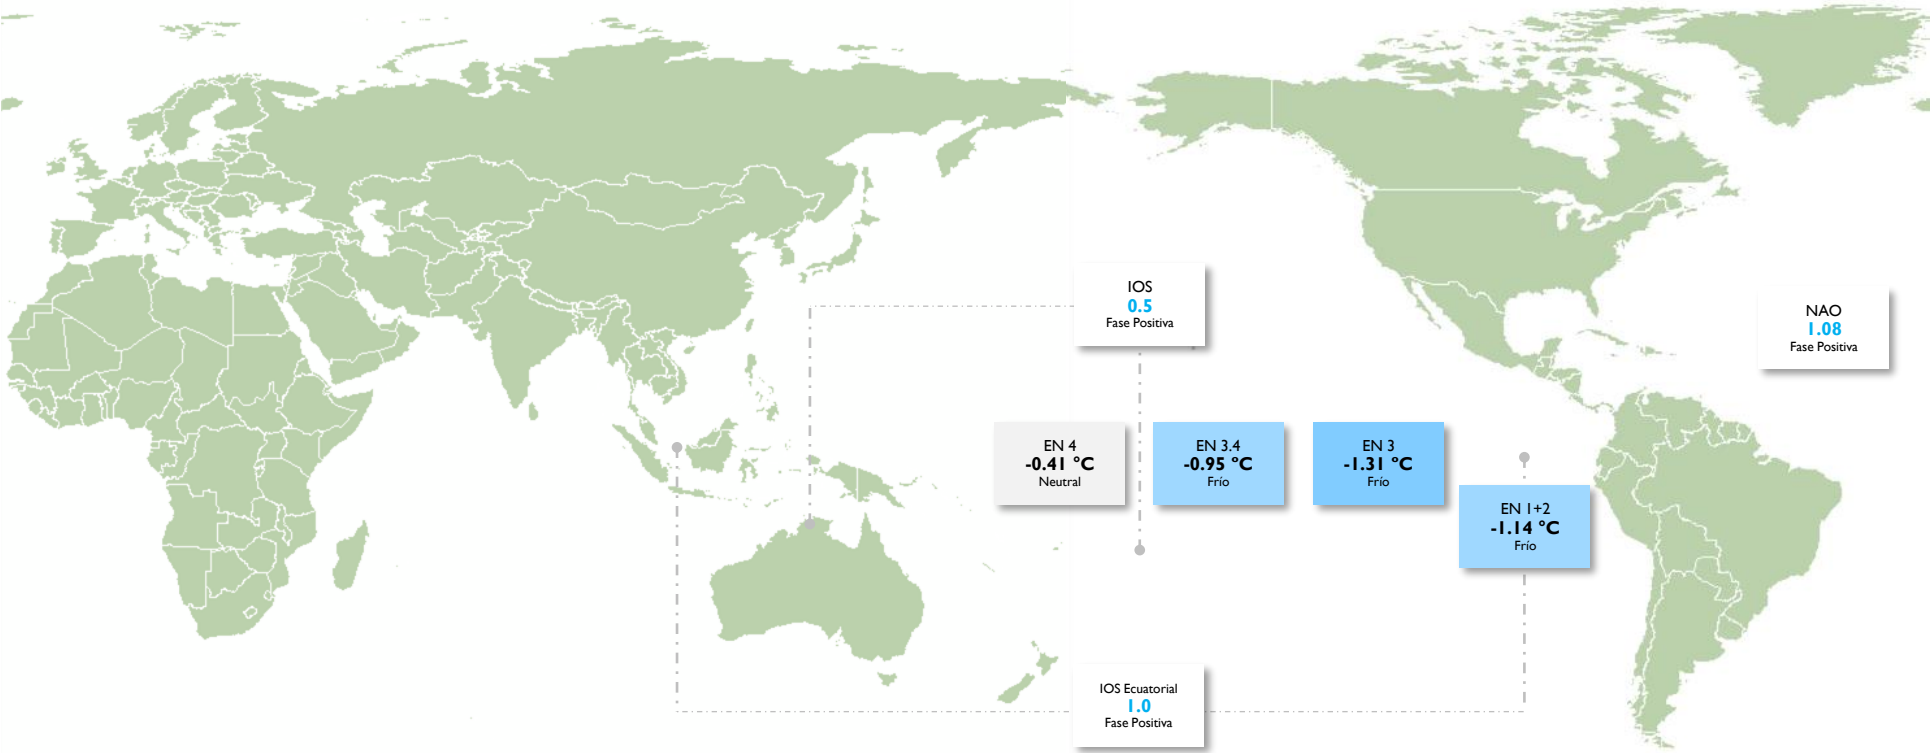 IOS
0.5
Fase Positiva
NAO
1.08
Fase Positiva
EN 4
-0.41 °C
Neutral
EN 3.4
-0.95 °C
Frío
EN 3
-1.31 °C
Frío
EN 1+2
-1.14 °C
Frío
IOS Ecuatorial
1.0
Fase Positiva